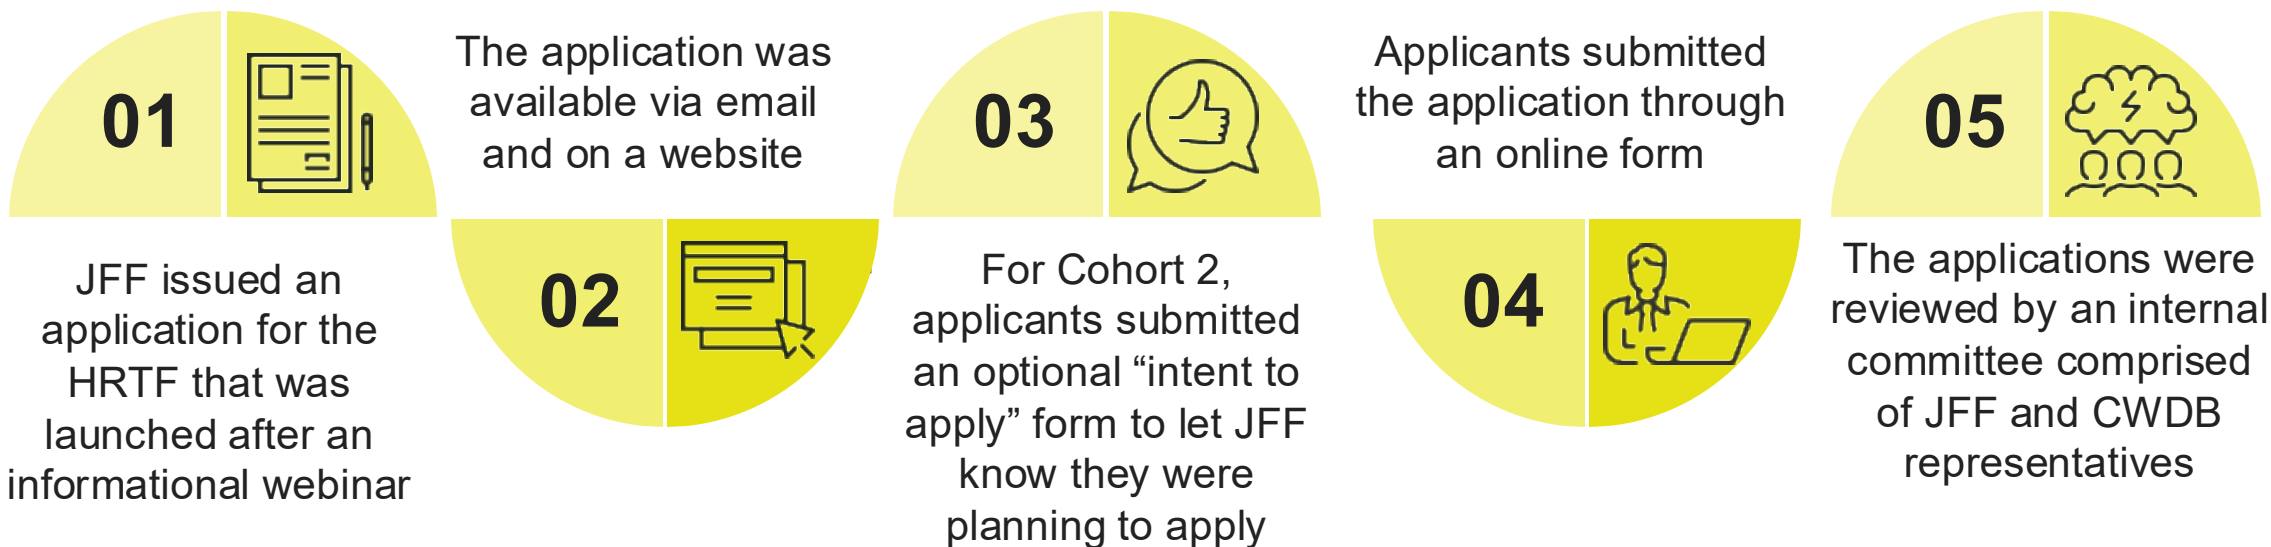 01
JFF issued an
application for the
HRTF that was
launched after an
informational webinar
The application was
available via email
and on a website
02
03
For Cohort 2,
applicants submitted
an optional “intent to
apply” form to let JFF
know they were
planning to apply
Applicants submitted
the application through
an online form
04
05
The applications were
reviewed by an internal
committee comprised
of JFF and CWDB
representatives